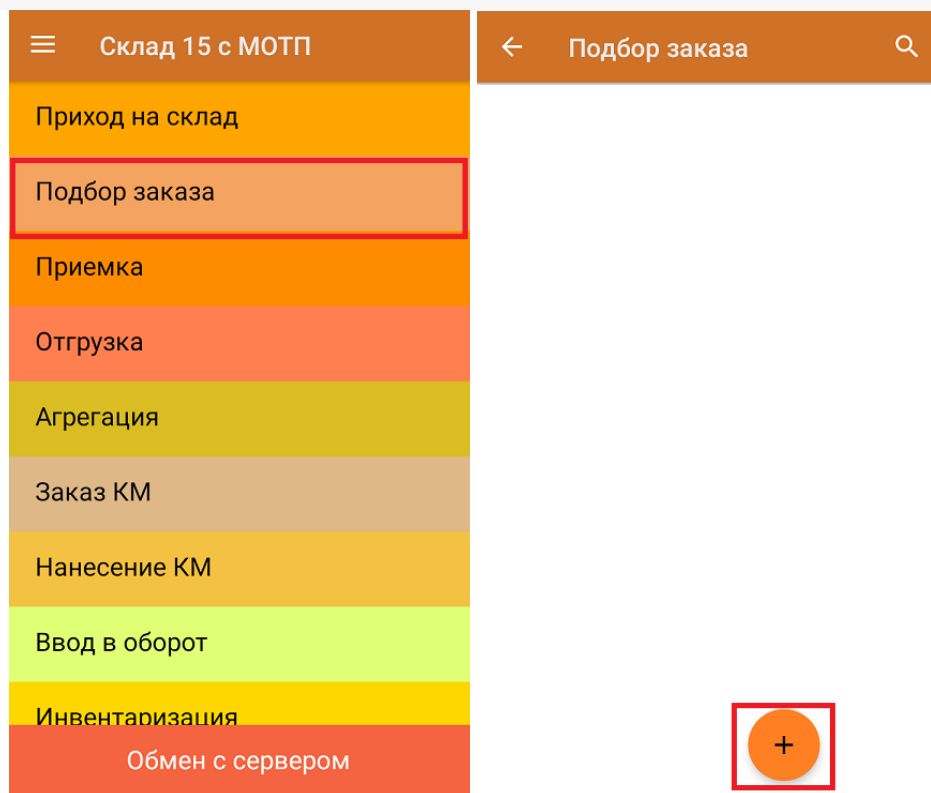 Склад 15 с МОТП
Приход на склад
Подбор заказа
Приемка
Отгрузка
Агрегация
Заказ КМ
Нанесение КМ
Ввод в оборот
Инвентаризация
Обмен с сервером
Подбор заказа
+